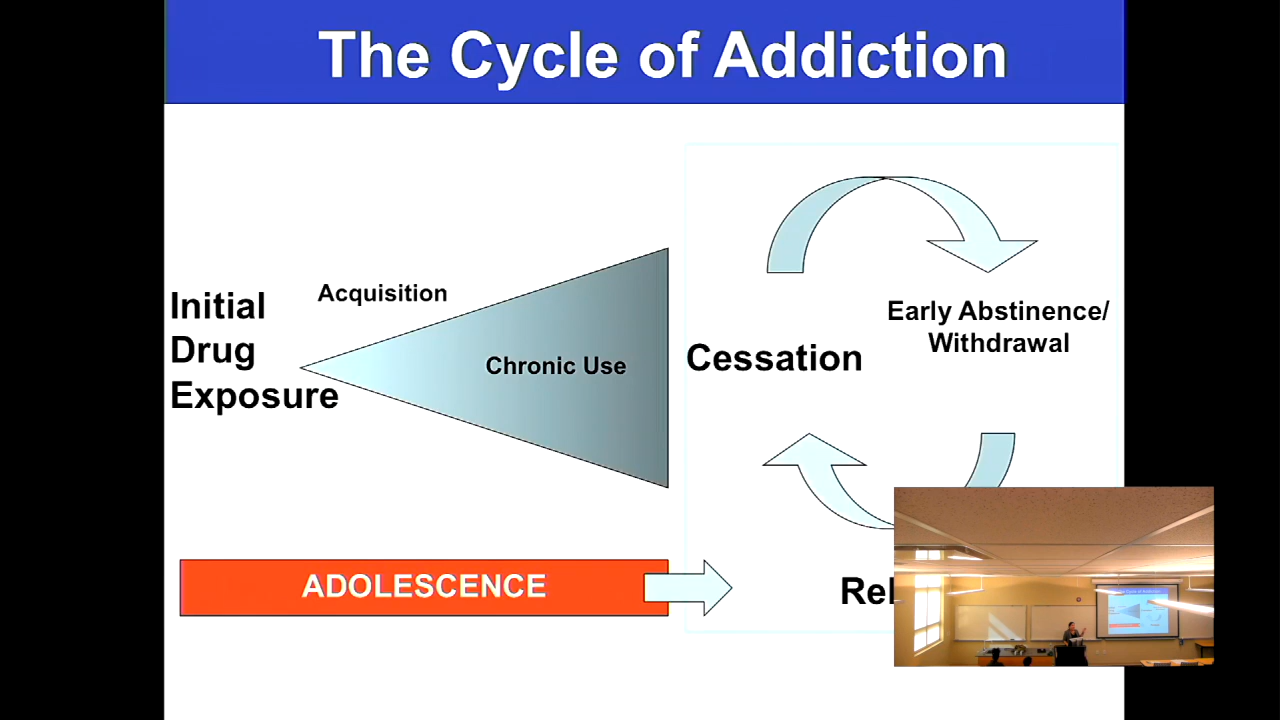 The Cycle of Addiction
Initial
Drug
Exposure
Acquisition
Chronic Use
Cessation
Early Abstinence/
Withdrawal
ADOLESCENCE